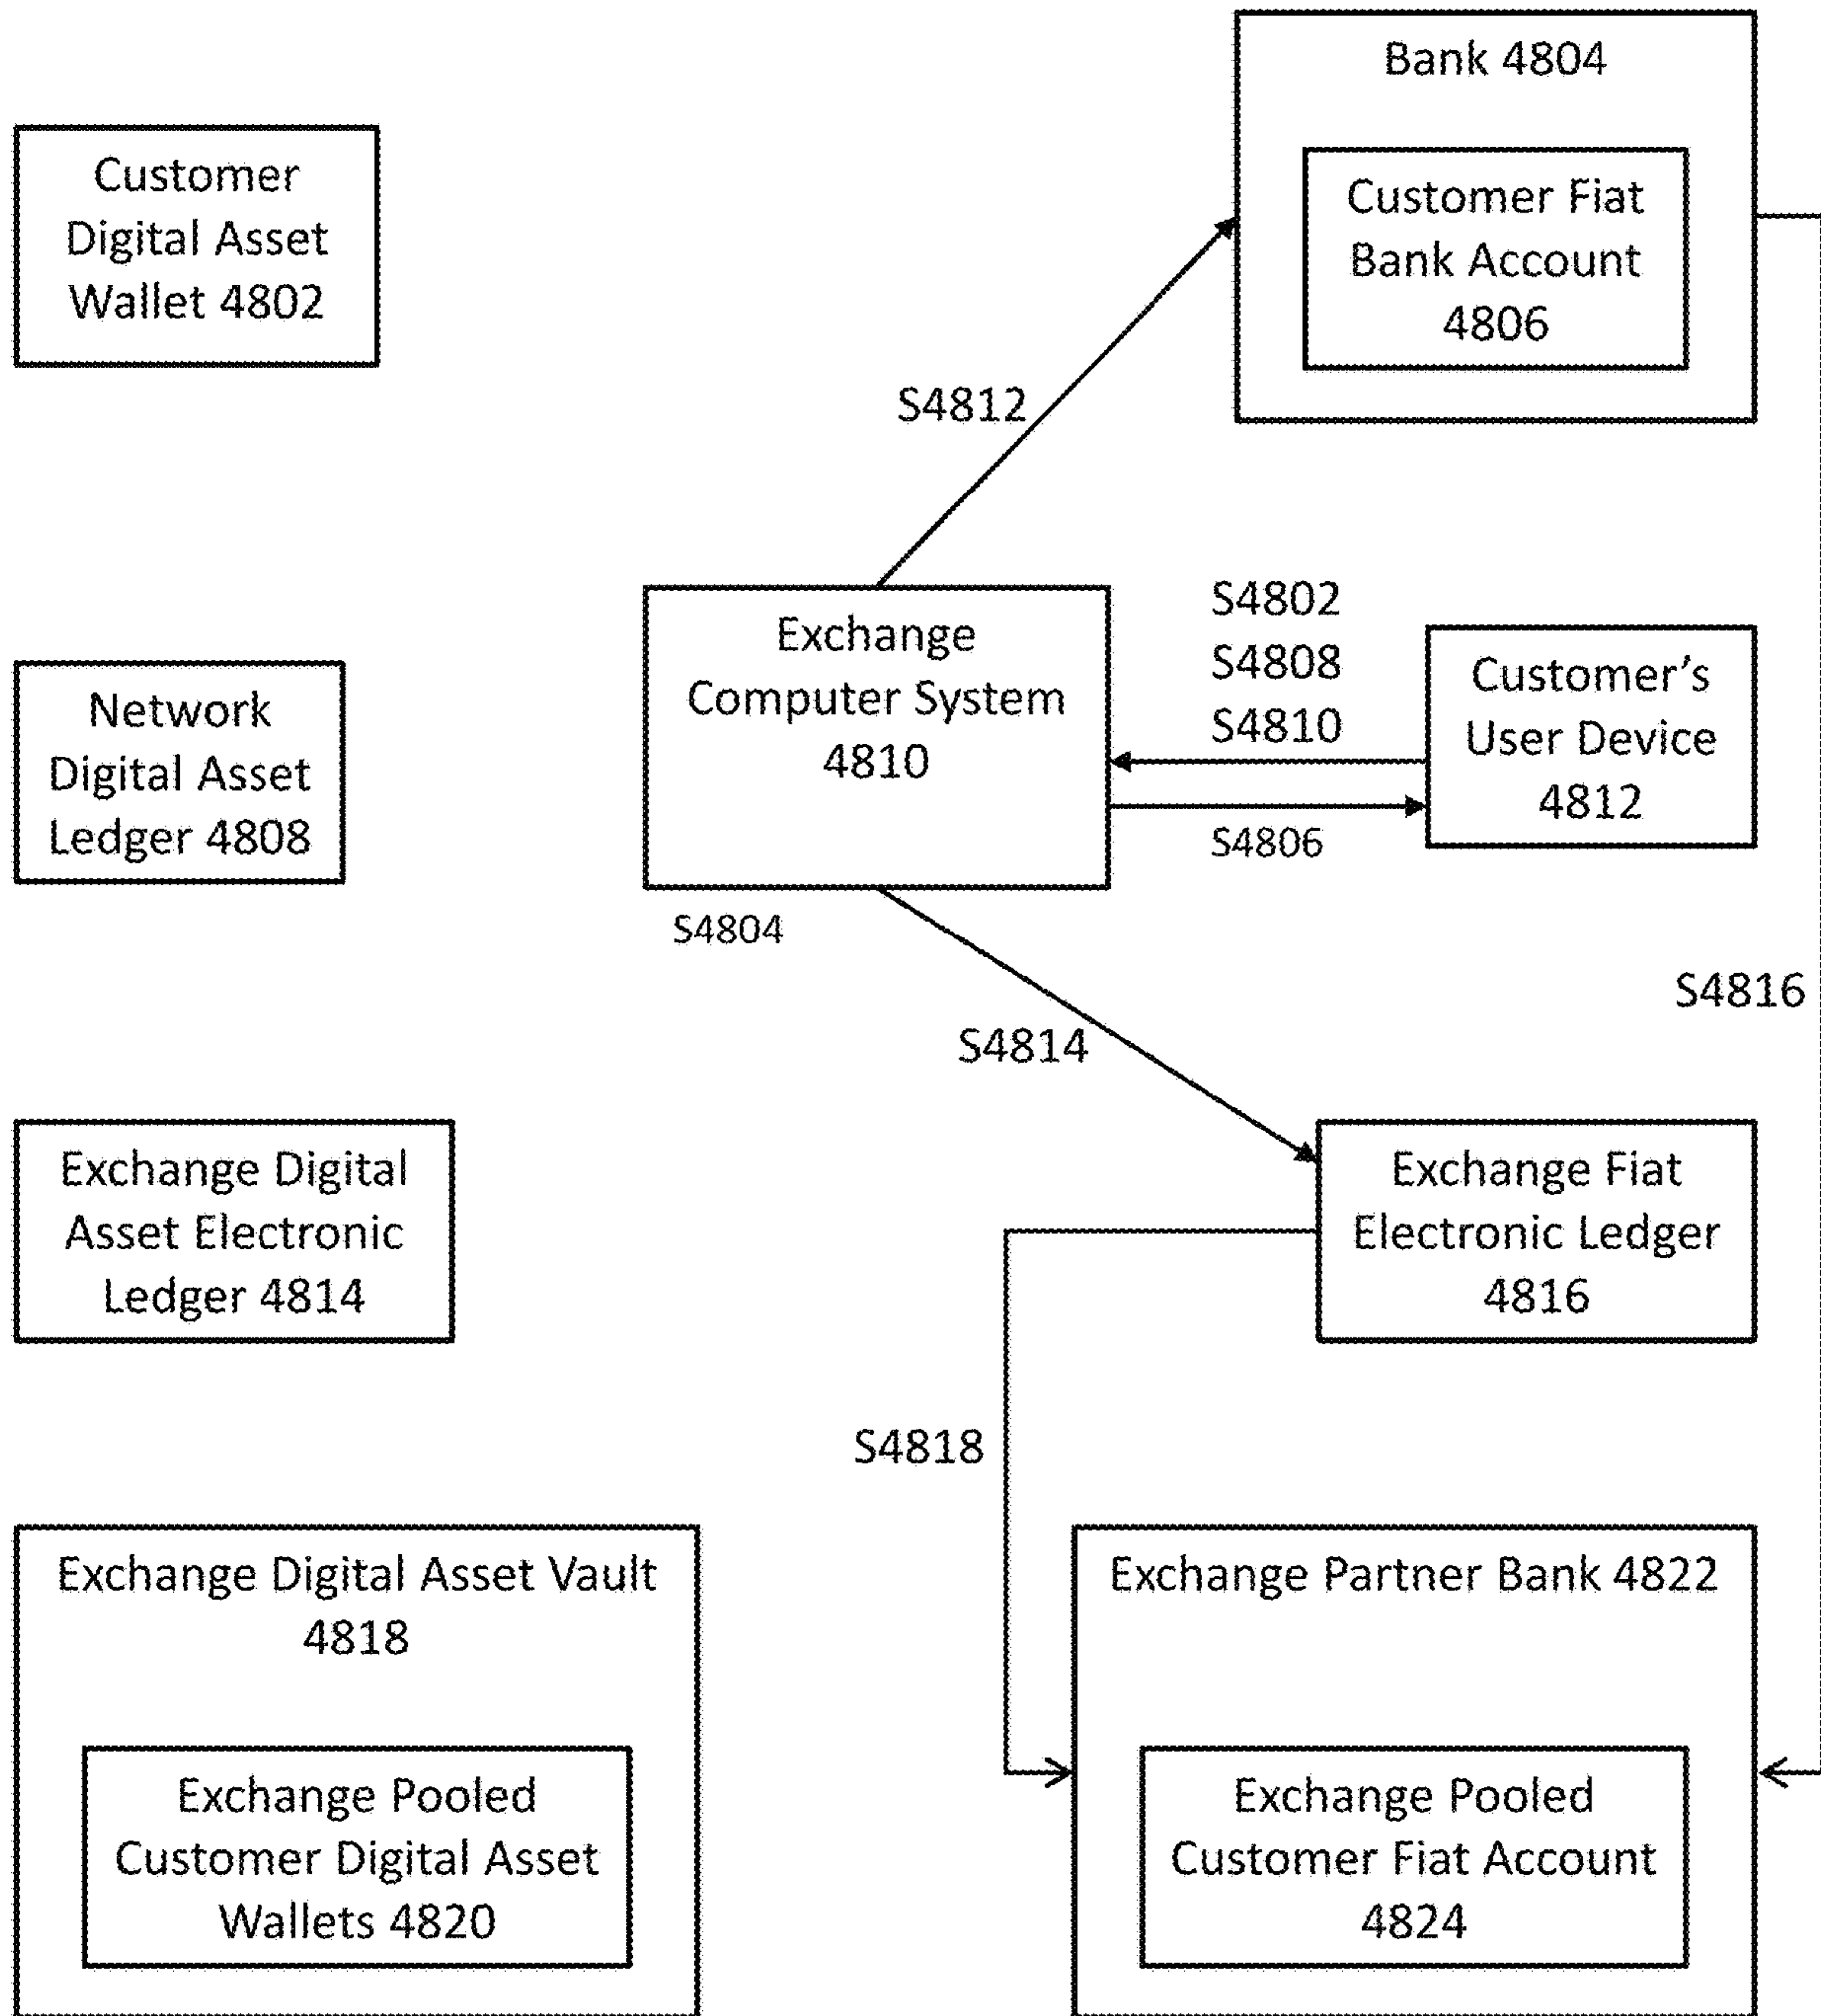 Bank 4804
Customer
Digital Asset
Wallet 4802
Customer Fiat
Bank Account
4806
S4812
Exchange
Computer System
4810
S4802
S4808
S4810
S4806
Customer's
User Device
4812
Network
Digital Asset
Ledger 4808
S4804
S4814
S4816
Exchange Digital
Asset Electronic
Ledger 4814
Exchange Fiat
Electronic Ledger
4816
S4818
Exchange Digital Asset Vault
4818
Exchange Pooled
Customer Digital Asset
Wallets 4820
Exchange Partner Bank 4822
Exchange Pooled
Customer Fiat Account
4824